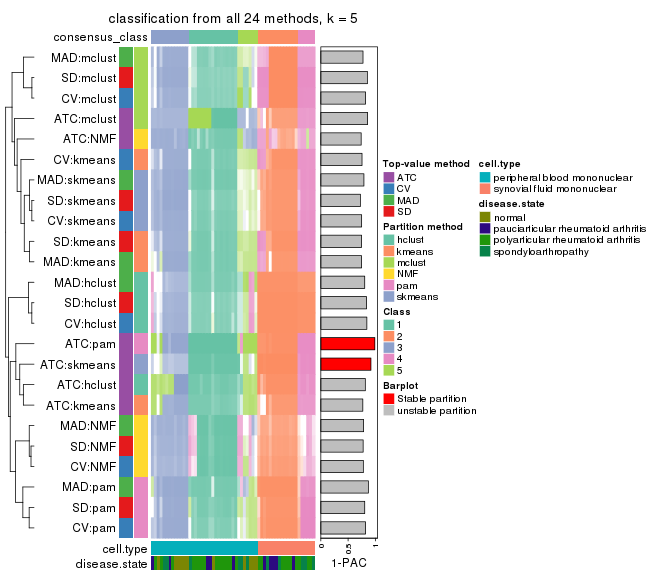 classification from all 24 methods, k = 5
consensus_class
MAD:mclust
SD:mclust
CV:mclust
ATC:mclust
ATC:NMF
CV:kmeans
MAD:skmeans
SD:skmeans
CV:skmeans
SD:kmeans
MAD:kmeans
MAD:hclust
SD:hclust
CV:hclust
ATC:pam
ATC:skmeans
ATC:hclust
ATC:kmeans
MAD:NMF
SD:NMF
CV:NMF
MAD:pam
SD:pam
CV:pam
cell.type
disease.state
0
0.5
1
1-PAC
Top-value method
ATC
CV
MAD
SD
Partition method
hclust
kmeans
mclust
NMF
pam
skmeans
Class
1
2
3
4
5
Barplot
Stable partition
unstable partition
cell.type
peripheral blood mononuclear
synovial fluid mononuclear
disease.state
normal
pauciarticular rheumatoid arthritis
polyarticular rheumatoid arthritis
spondyloarthropathy